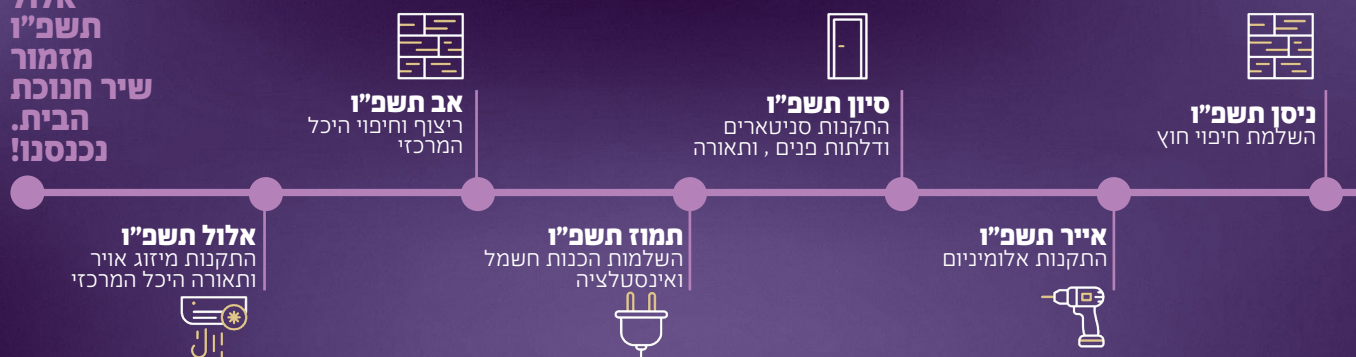 ניסן תשפ"ו
השלמת חיפוי חוץ
אייר תשפ"ו
התקנות אלומיניום
סיון תשפ"ו
התקנות סניטארים
ודלתות פנים , ותאורה
תמוז תשפ"ו
השלמות הכנות חשמל
ואינסטלציה
אב תשפ"ו
ריצוף וחיפוי היכל
המרכזי
אלול תשפ"ו
התקנות מיזוג אויר
ותאורה היכל המרכזי
אלול
תשפ"ו
מזמור
שיר חנוכת
הבית.
נכנסנו!